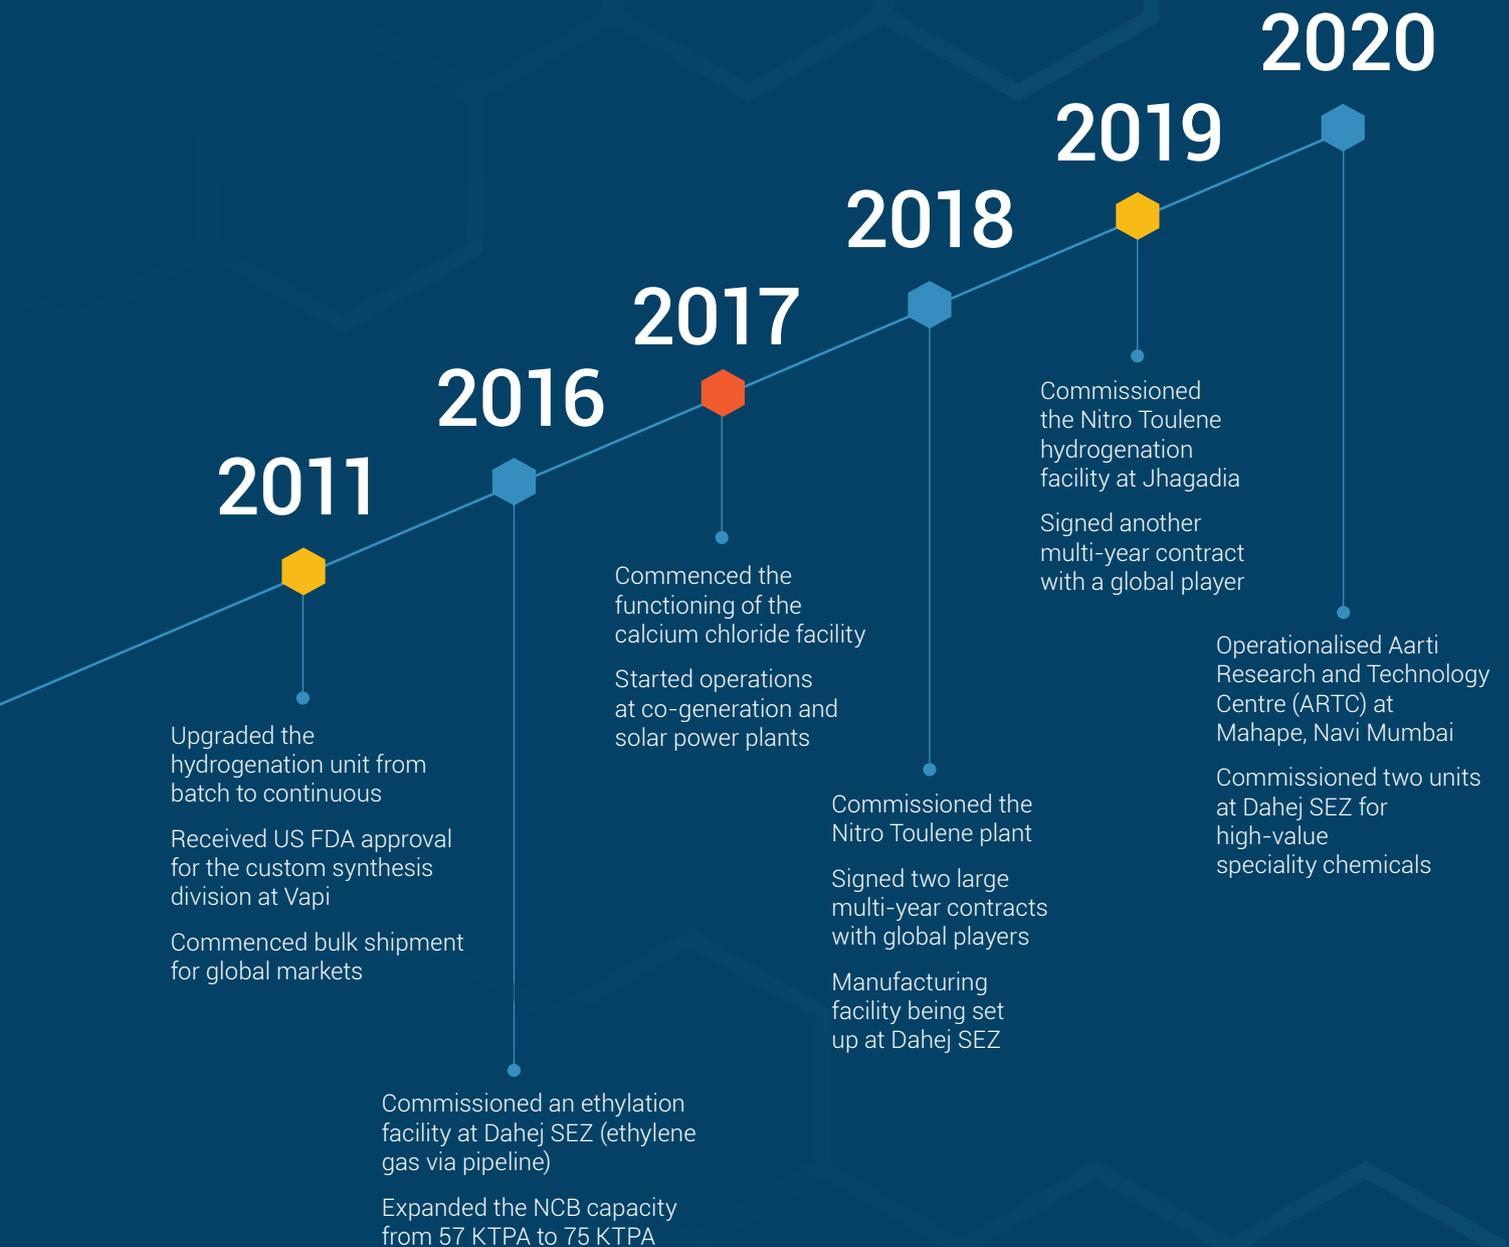 2011
Upgraded the
hydrogenation unit from
batch to continuous
Received US FDA approval
for the custom synthesis
division at Vapi
Commenced bulk shipment
for global markets
2016
Commissioned an ethylation
facility at Dahej SEZ (ethylene
gas via pipeline)
Expanded the NCB capacity
from 57 KTPA to 75 KTPA
2017
Commenced the
functioning of the
calcium chloride facility
Started operations
at co-generation and
solar power plants
2018
Commissioned the
Nitro Toulene plant
Signed two large
multi-year contracts
with global players
Manufacturing
facility being set
up at Dahej SEZ
2019
Commissioned
the Nitro Toulene
hydrogenation
facility at Jhagadia
Signed another
multi-year contract
with a global player
2020
Operationalised Aarti
Research and Technology
Centre (ARTC) at
Mahape, Navi Mumbai
Commissioned two units
at Dahej SEZ for
high-value
speciality chemicals